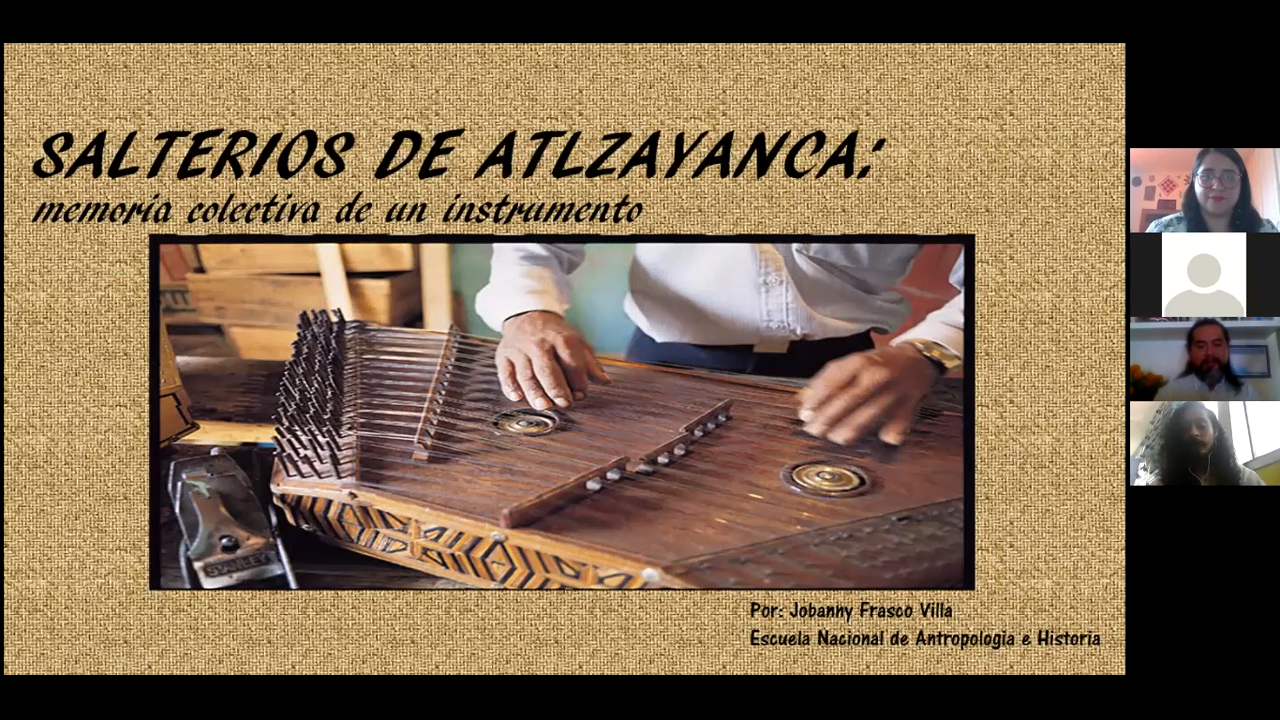 SALTERIOS DE ATLZAYANCA:
memoria colectiva de un instrumento
STANLEY
Por: Jobanny Frasco Villa
Escuela Nacional de Antropologia e Historia